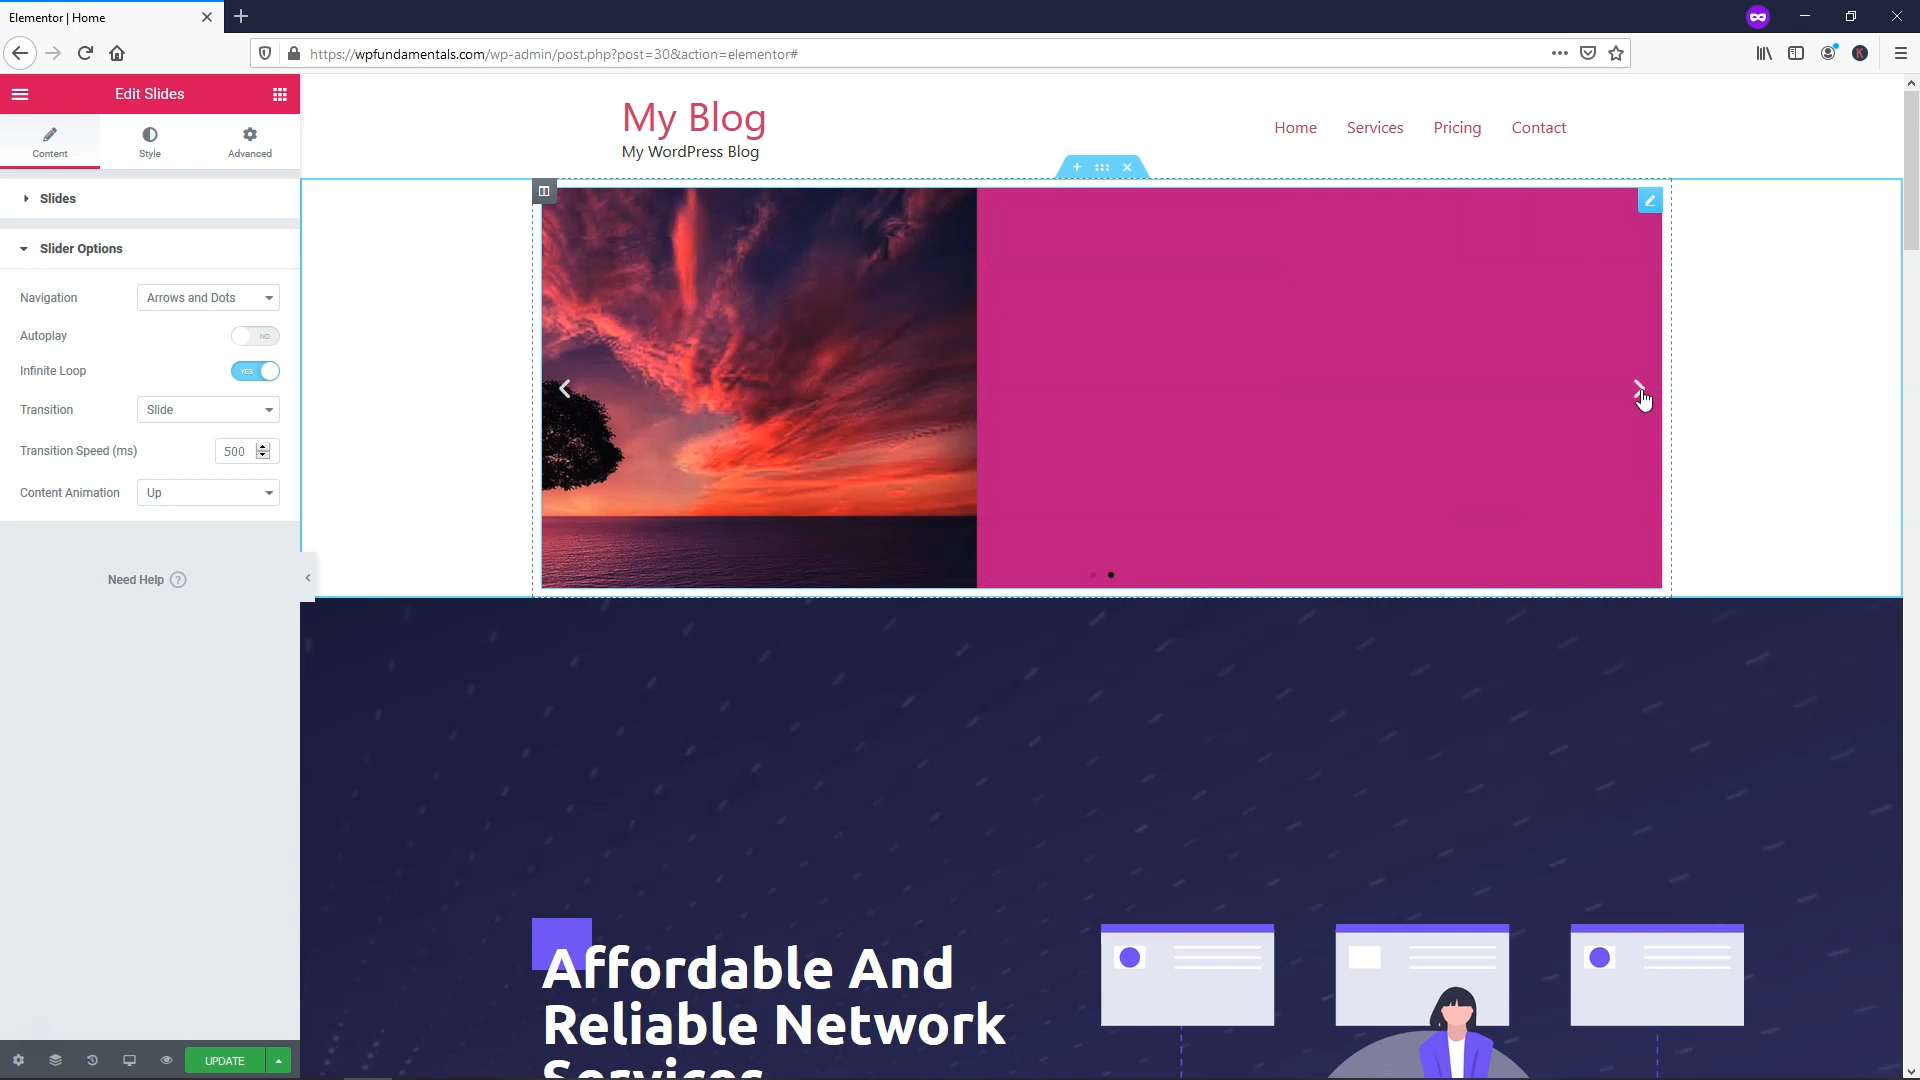 Elementor | Home
https://wpfundamentals.com/wp-admin/post.php?post=30&action=elementor#
K
Edit Slides
Content
Style
Advanced
Slides
Slider Options
Navigation
Arrows and Dots
Autoplay
NO
Infinite Loop
YES
Transition
Slide
Transition Speed (ms)
500
Content Animation
Up
Need Help ?
UPDATE
My Blog
My WordPress Blog
Home
Services
Pricing
Contact
Affordable And
Reliable Network
Services